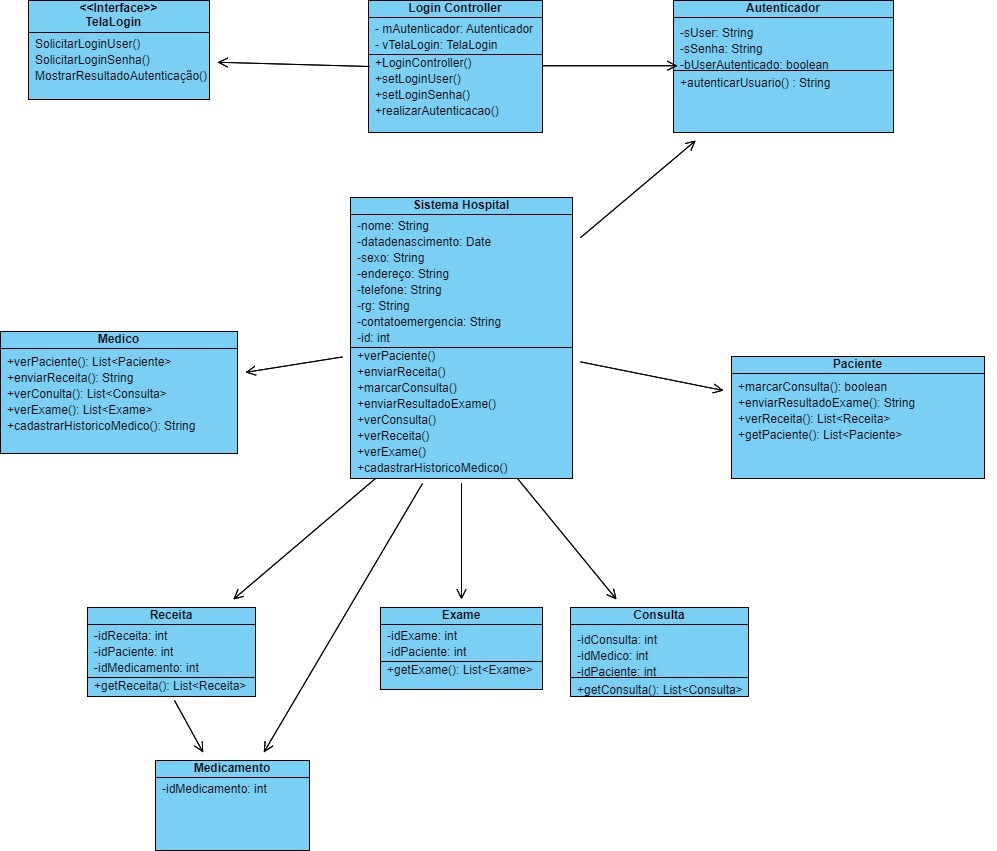 <<Interface>>
TelaLogin
SolicitarLoginUser()
SolicitarLoginSenha()
MostrarResultadoAutenticação()
Login Controller
- mAutenticador: Autenticador
- vTelaLogin: TelaLogin
+LoginController()
+setLoginUser()
+setLoginSenha()
+realizarAutenticacao()
Autenticador
-sUser: String
-sSenha: String
-bUserAutenticado: boolean
+autenticarUsuario() : String
Sistema Hospital
-nome: String
-datadenascimento: Date
-sexo: String
-endereço: String
-telefone: String
-rg: String
-contatoemergencia: String
-id: int
+verPaciente()
+enviarReceita()
+marcarConsulta()
+enviarResultadoExame()
+verConsulta()
+verReceita()
+verExame()
+cadastrarHistoricoMedico()
Medico
+verPaciente(): List<Paciente>
+enviarReceita(): String
+verConulta(): List<Consulta>
+verExame(): List<Exame>
+cadastrarHistoricoMedico(): String
Paciente
+marcarConsulta(): boolean
+enviarResultadoExame(): String
+verReceita(): List<Receita>
+getPaciente(): List<Paciente>
Receita
-idReceita: int
-idPaciente: int
-idMedicamento: int
+getReceita(): List<Receita>
Exame
-idExame: int
-idPaciente: int
+getExame(): List<Exame>
Consulta
-idConsulta: int
-idMedico: int
-idPaciente: int
+getConsulta(): List<Consulta>
Medicamento
-idMedicamento: int